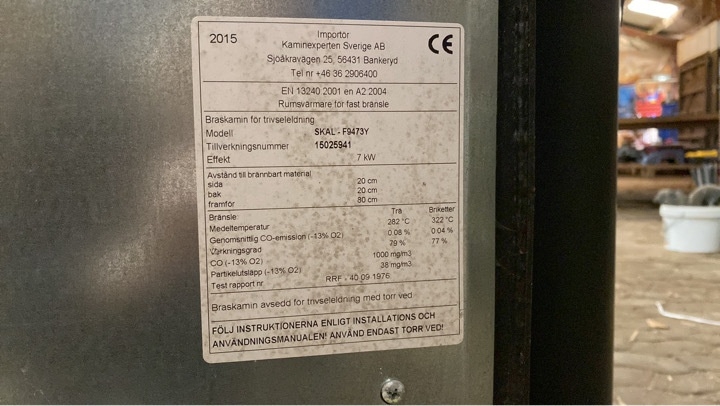 2015
Importör
Kaminexperten Sverige AB
Sjöåkravägen 25, 56431 Bankeryd
Tel nr +46 36 2906400
CE
EN 13240 2001 en A2 2004
Rumsvärmare för fast bränsle
Braskamin för trivseleldning
Modell SKAL - F9473Y
Tillverkningsnummer 15025941
Effekt 7 kW
Avstånd till brännbart material
sida 20 cm
bak 20 cm
framför 80 cm
Bränsle: Trä Briketter
Medeltemperatur 282 °C 322 °C
Genomsnittlig CO-emission (-13% O2) 0.08 % 0.04 %
Verkningsgrad 79 % 77 %
CO (-13% O2) 1000 mg/m3
Partikelutsläpp (-13% O2) 38 mg/m3
Test rapport nr RRF - 40 09 1976
Braskamin avsedd för trivseleldning med torr ved
FÖLJ INSTRUKTIONERNA ENLIGT INSTALLATIONS OCH
ANVÄNDNINGSMANUALEN! ANVÄND ENDAST TORR VED!